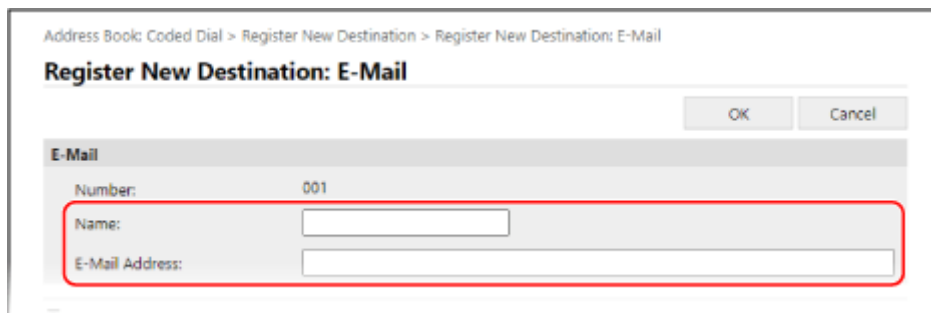 Address Book: Coded Dial > Register New Destination > Register New Destination: E-Mail
Register New Destination: E-Mail
OK Cancel
E-Mail
Number: 001
Name:
E-Mail Address: